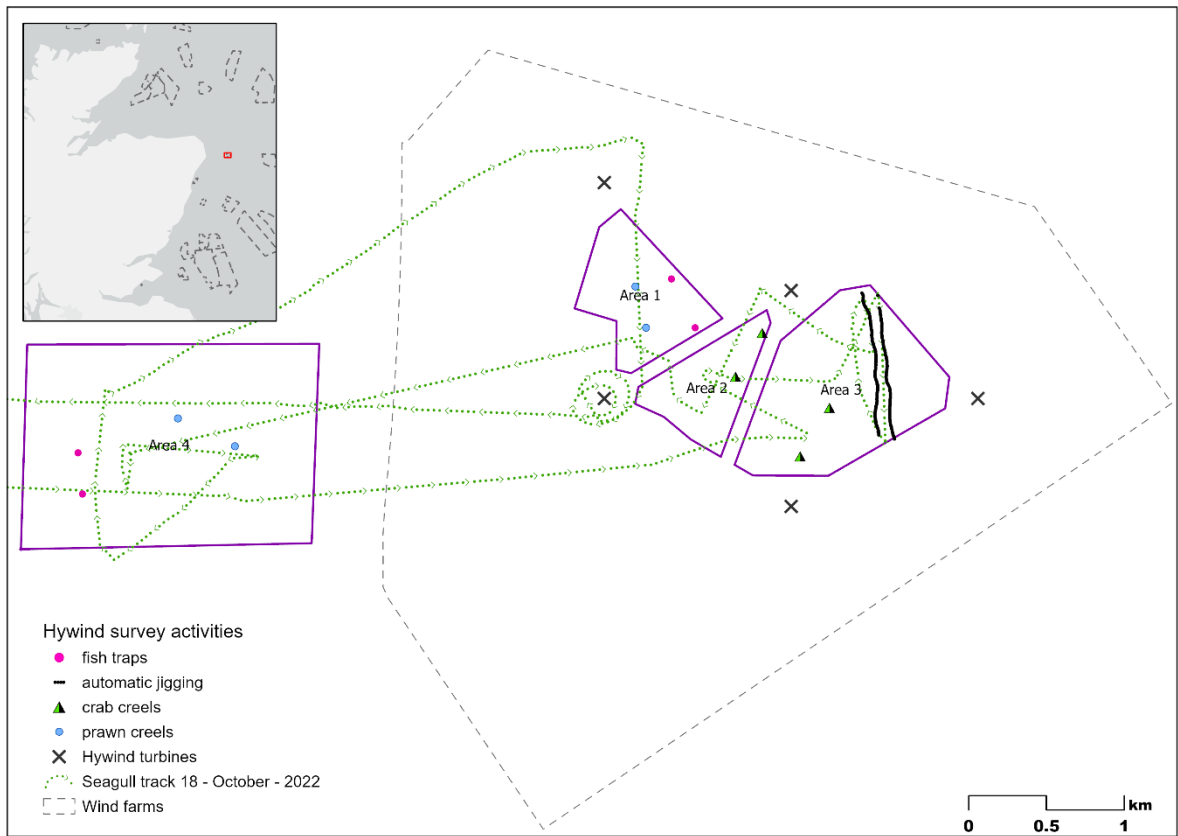 Area 1
Area 2
Area 3
Area 4
Hywind survey activities
fish traps
automatic jigging
crab creels
prawn creels
Hywind turbines
Seagull track 18 - October - 2022
Wind farms
km
0 0.5 1